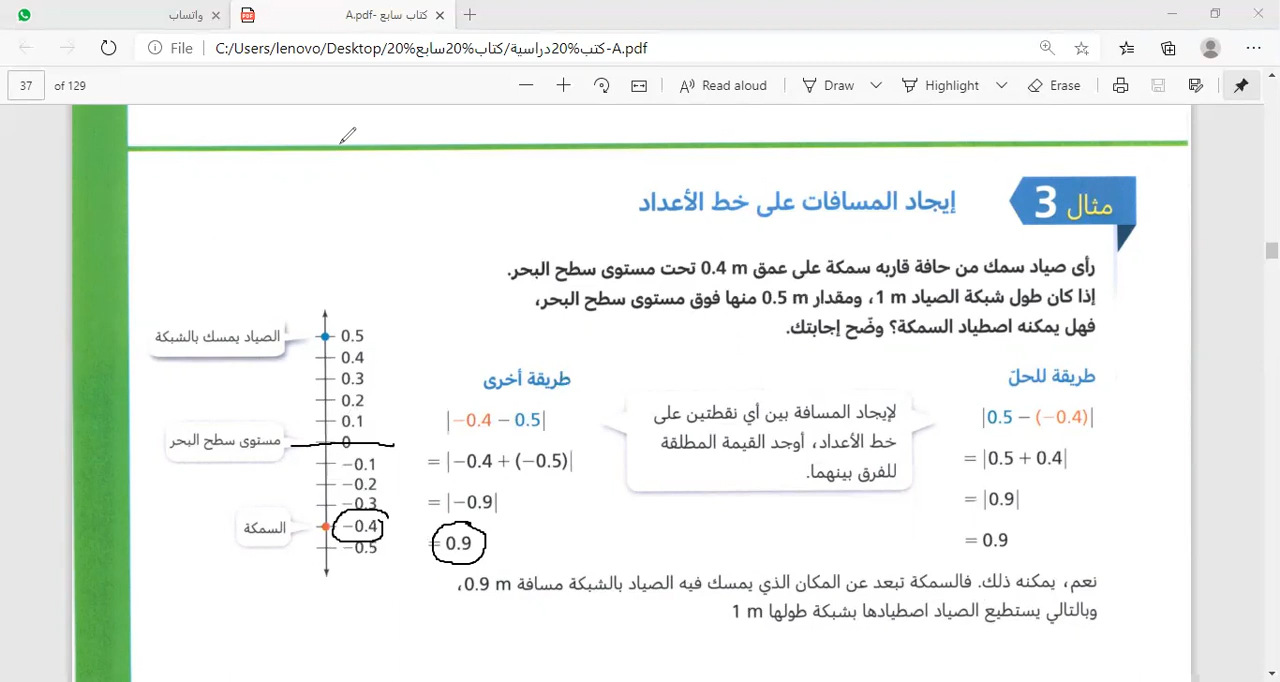 واتساب
A.pdf- كتاب سابع
File
C:/Users/lenovo/Desktop/20%كتب%20دراسية/كتاب%20سابع-A.pdf
37 of 129
Read aloud
Draw
Highlight
Erase
مثال 3
إيجاد المسافات على خط الأعداد
رأى صياد سمك من حافة قاربه سمكة على عمق 0.4 m تحت مستوى سطح البحر.
إذا كان طول شبكة الصياد 1 m، ومقدار 0.5 m منها فوق مستوى سطح البحر،
فهل يمكنه اصطياد السمكة؟ وضّح إجابتك.
طريقة للحلّ
|0.5 − (−0.4)|
= |0.5 + 0.4|
= |0.9|
= 0.9
لإيجاد المسافة بين أي نقطتين على
خط الأعداد، أوجد القيمة المطلقة
للفرق بينهما.
طريقة أخرى
|−0.4 − 0.5|
= |−0.4 + (−0.5)|
= |−0.9|
= 0.9
الصياد يمسك بالشبكة
مستوى سطح البحر
السمكة
0.5
0.4
0.3
0.2
0.1
0
−0.1
−0.2
−0.3
−0.4
−0.5
نعم، يمكنه ذلك. فالسمكة تبعد عن المكان الذي يمسك فيه الصياد بالشبكة مسافة 0.9 m،
وبالتالي يستطيع الصياد اصطيادها بشبكة طولها 1 m